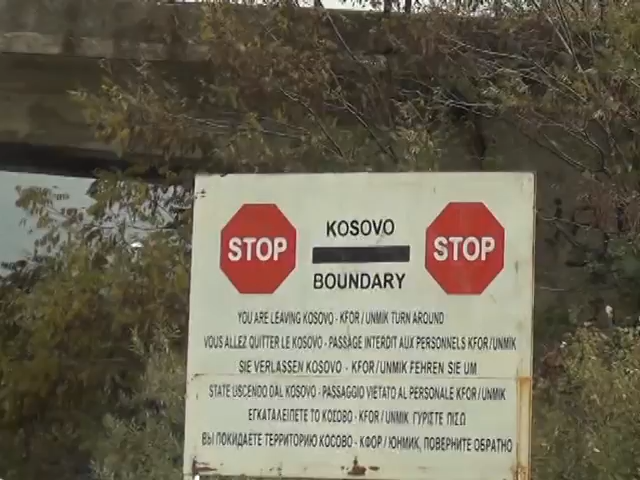 KOSOVO
STOP STOP
BOUNDARY
YOU ARE LEAVING KOSOVO - KFOR / UNMIK TURN AROUND
VOUS ALLEZ QUITTER LE KOSOVO - PASSAGE INTERDIT AUX PERSONNELS KFOR / UNMIK
SIE VERLASSEN KOSOVO - KFOR / UNMIK FEHREN SIE UM
STATE USCENDO DAL KOSOVO - PASSAGGIO VIETATO AL PERSONALE KFOR / UNMIK
ΕΓΚΑΤΑΛΕΙΠΕΤΕ ΤΟ ΚΟΣΟΒΟ - KFOR / UNMIK ΓΥΡΙΣΤΕ ΠΙΣΩ
ВЫ ПОКИДАЕТЕ ТЕРРИТОРИЮ КОСОВО - КФОР / ЮНМИК, ПОВЕРНИТЕ ОБРАТНО